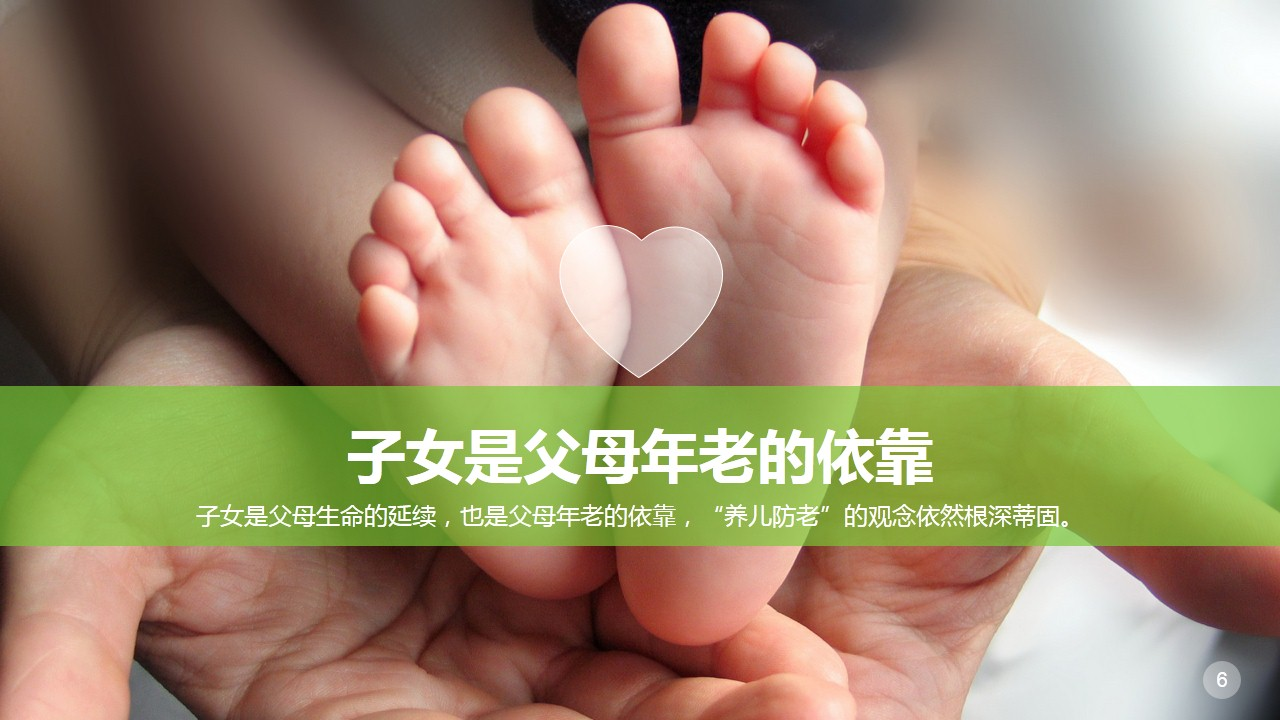 子女是父母年老的依靠
子女是父母生命的延续，也是父母年老的依靠，“养儿防老”的观念依然根深蒂固。
6